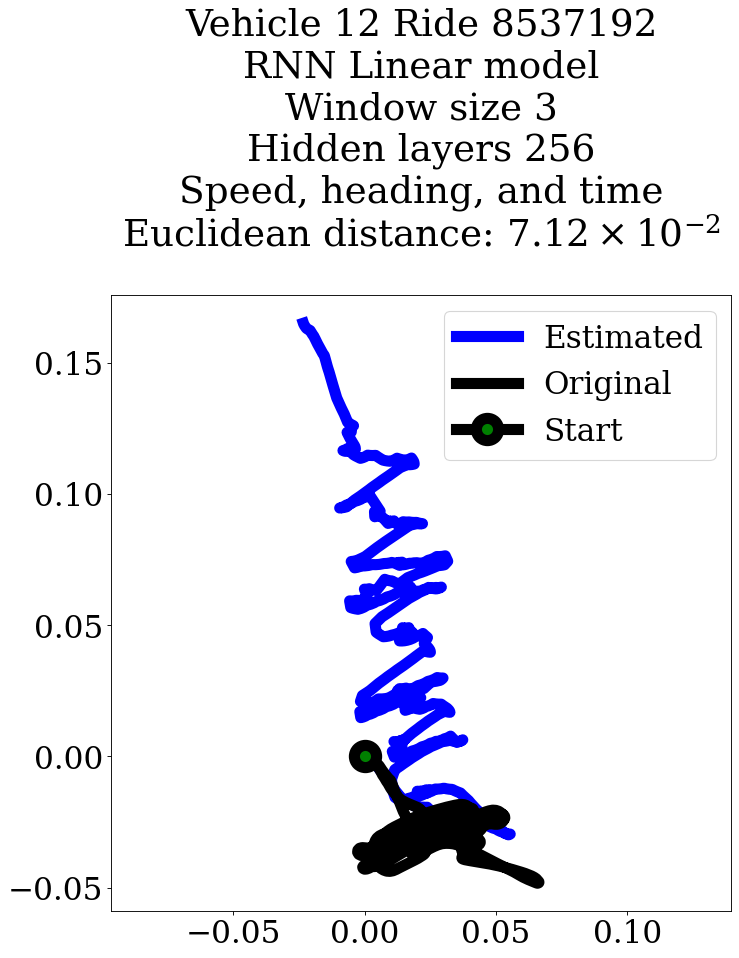 Vehicle 12 Ride 8537192
RNN Linear model
Window size 3
Hidden layers 256
Speed, heading, and time
Euclidean distance: 7.12 × 10⁻²
Estimated
Original
Start
0.15
0.10
0.05
0.00
−0.05
−0.05 0.00 0.05 0.10